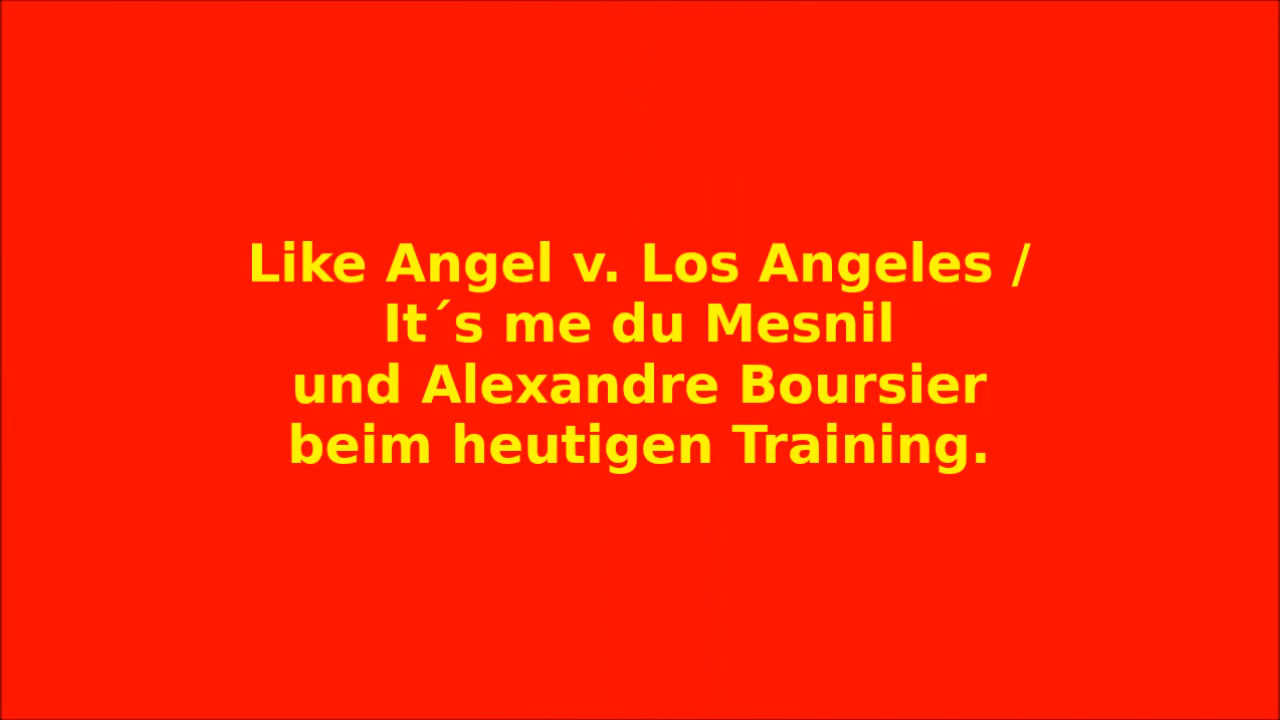 Like Angel v. Los Angeles /
It´s me du Mesnil
und Alexandre Boursier
beim heutigen Training.